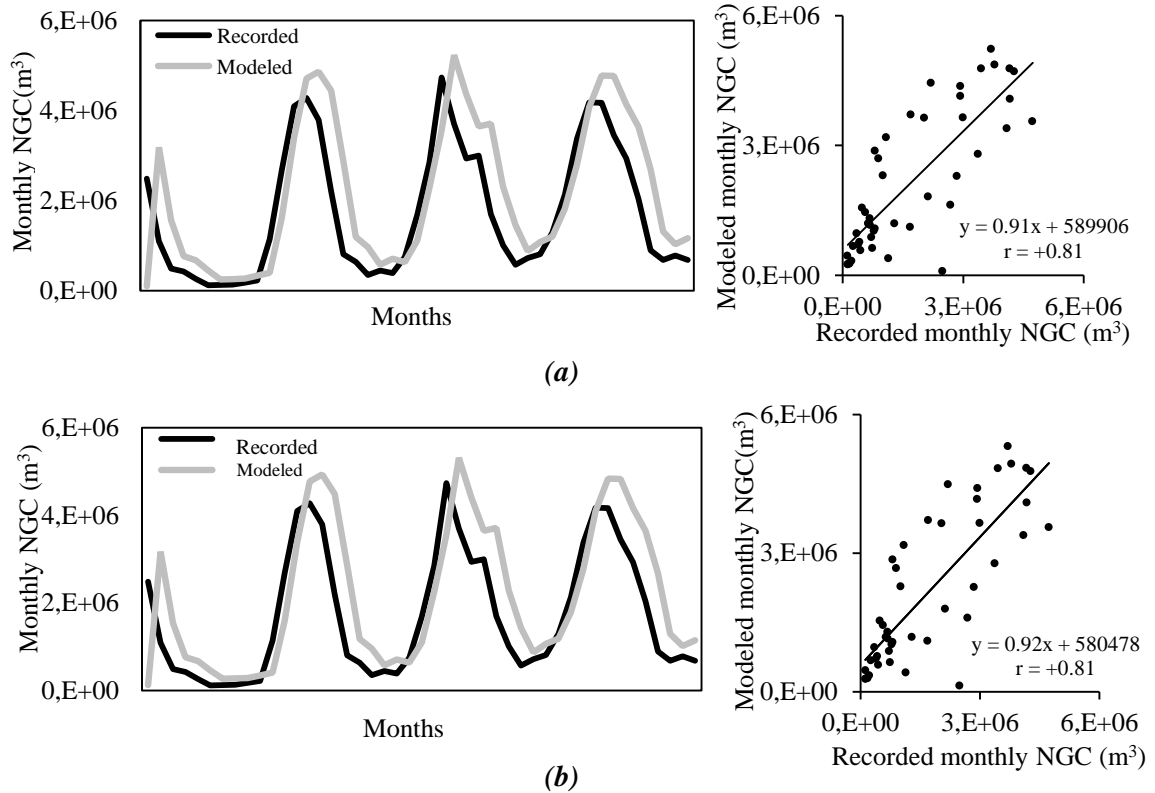 Monthly NGC(m³)
6,E+06
4,E+06
2,E+06
0,E+00
Recorded
Modeled
Months
Modeled monthly NGC (m³)
6,E+06
3,E+06
0,E+00
y = 0.91x + 589906
r = +0.81
0,E+00 3,E+06 6,E+06
Recorded monthly NGC (m³)
(a)
Monthly NGC (m³)
6,E+06
4,E+06
2,E+06
0,E+00
Recorded
Modeled
Months
Modeled monthly NGC(m³)
6,E+06
3,E+06
0,E+00
y = 0.92x + 580478
r = +0.81
0,E+00 3,E+06 6,E+06
Recorded monthly NGC (m³)
(b)